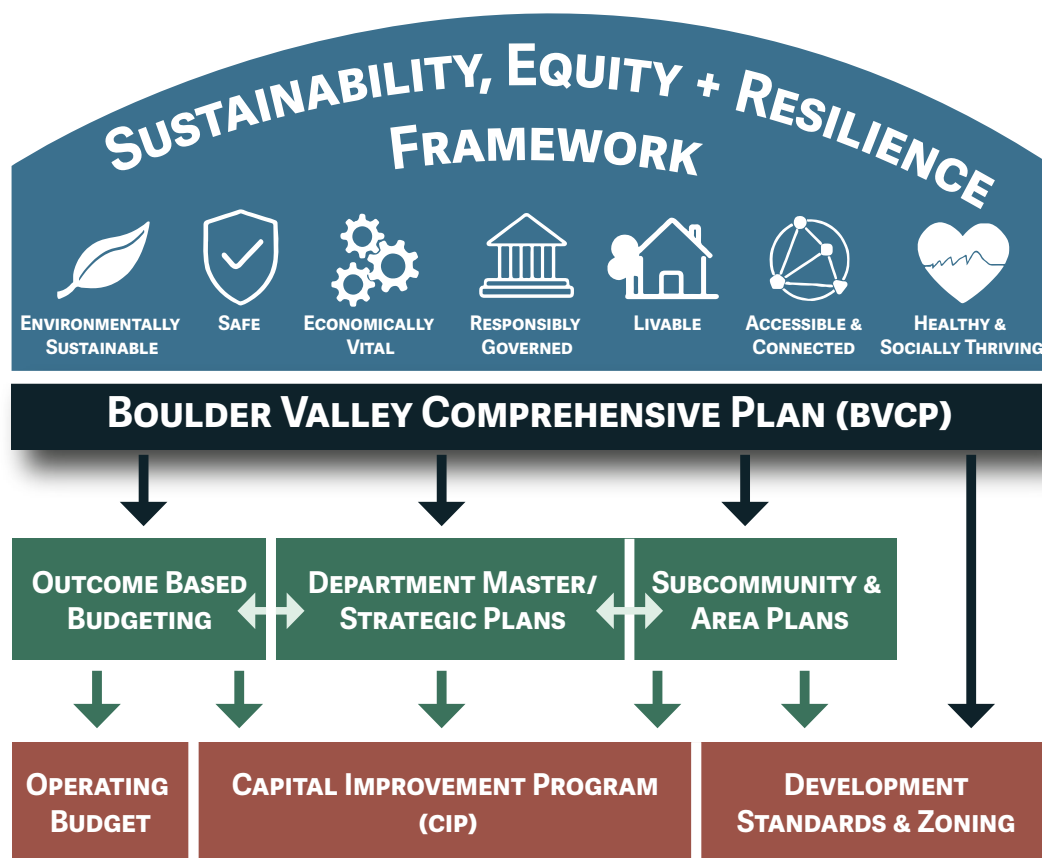 Sustainability, Equity + Resilience
Framework
Environmentally
Sustainable
Safe
Economically
Vital
Responsibly
Governed
Livable
Accessible &
Connected
Healthy &
Socially Thriving
Boulder Valley Comprehensive Plan (BVCP)
Outcome Based
Budgeting
Department Master/
Strategic Plans
Subcommunity &
Area Plans
Operating
Budget
Capital Improvement Program
(CIP)
Development
Standards & Zoning